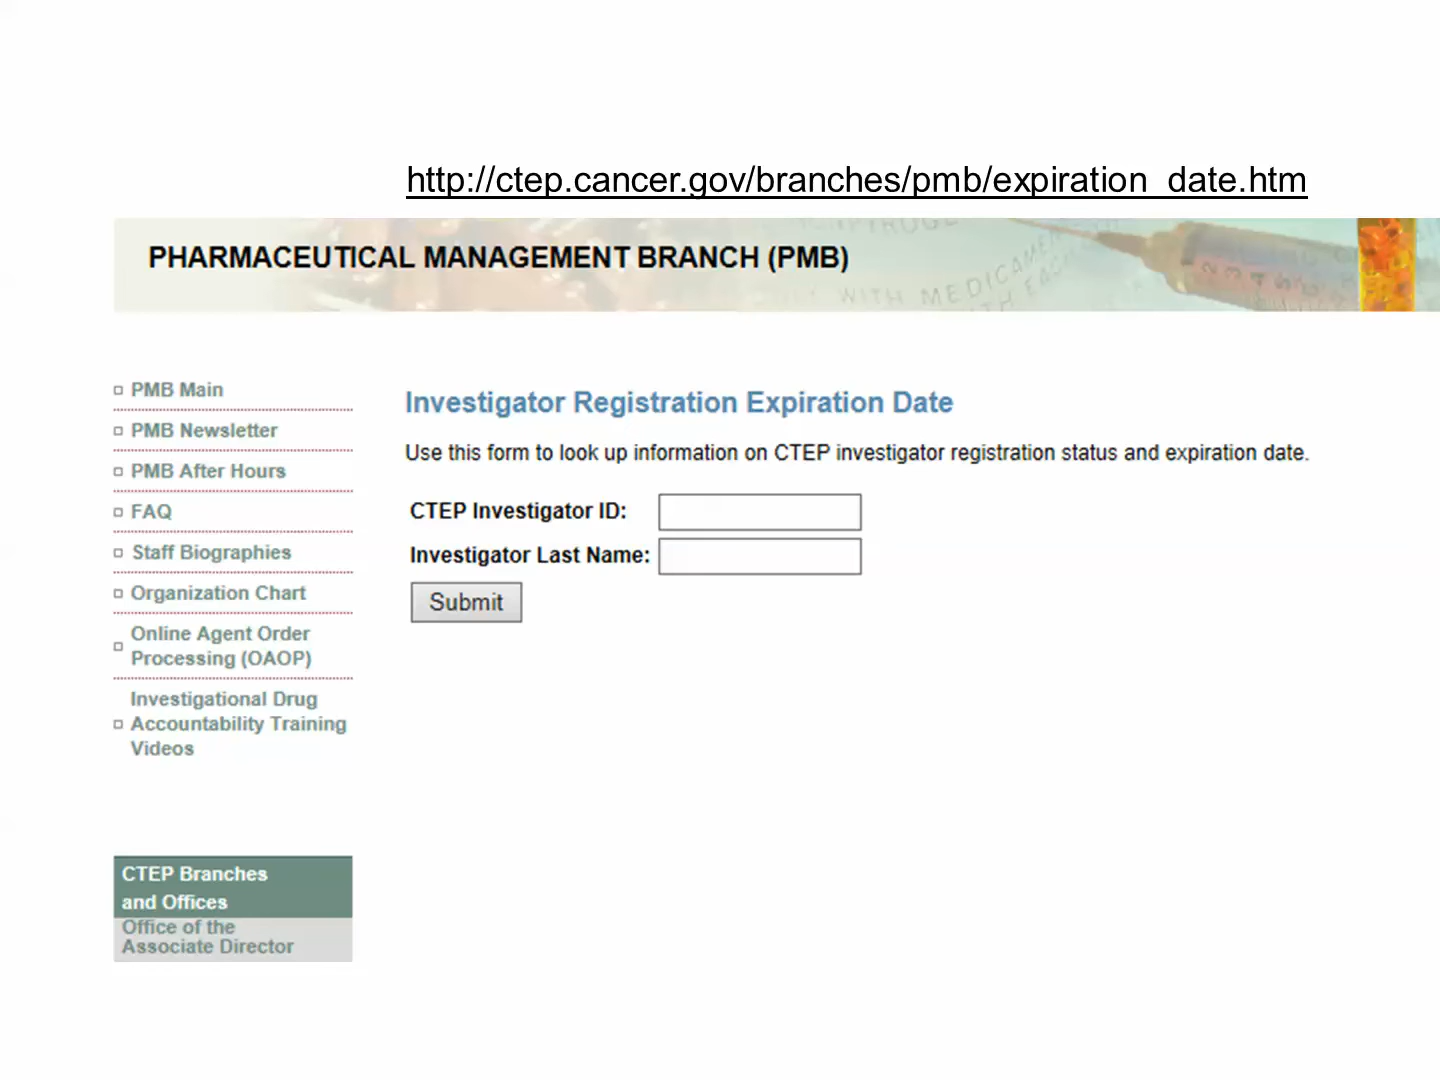 http://ctep.cancer.gov/branches/pmb/expiration_date.htm
PHARMACEUTICAL MANAGEMENT BRANCH (PMB)
WITH MEDICAMEN
PMB Main
PMB Newsletter
PMB After Hours
FAQ
Staff Biographies
Organization Chart
Online Agent Order
Processing (OAOP)
Investigational Drug
Accountability Training
Videos
CTEP Branches
and Offices
Office of the
Associate Director
Investigator Registration Expiration Date
Use this form to look up information on CTEP investigator registration status and expiration date.
CTEP Investigator ID:
Investigator Last Name:
Submit